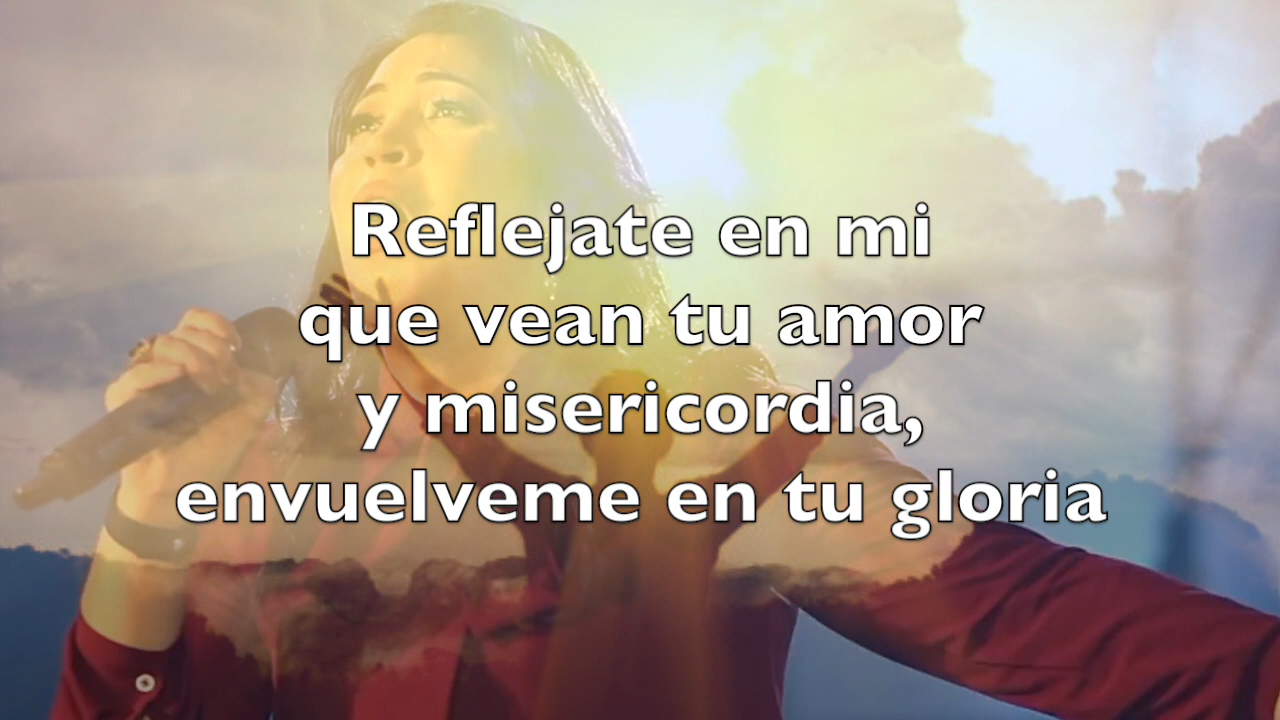 Reflejate en mi
que vean tu amor
y misericordia,
envuelveme en tu gloria